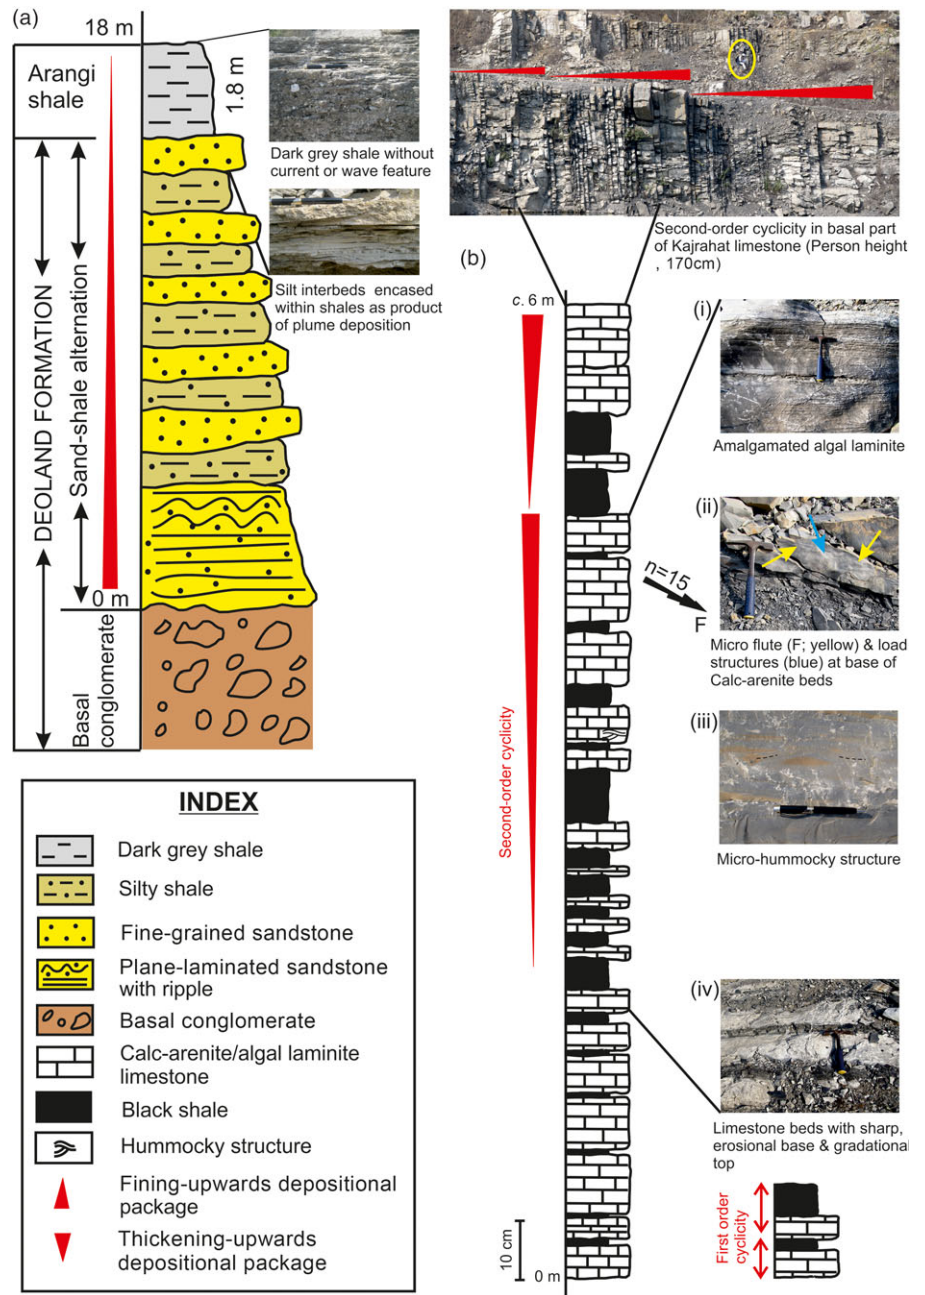 (a)
18 m
Arangi
shale
1.8 m
Dark grey shale without
current or wave feature
DEOLAND FORMATION
Sand-shale alternation
Silt interbeds encased
within shales as product
of plume deposition
0 m
Basal
conglomerate
INDEX
Dark grey shale
Silty shale
Fine-grained sandstone
Plane-laminated sandstone
with ripple
Basal conglomerate
Calc-arenite/algal laminite
limestone
Black shale
Hummocky structure
Fining-upwards depositional
package
Thickening-upwards
depositional package
Second-order cyclicity in basal part
of Kajrahat limestone (Person height
, 170cm)
(b)
c. 6 m
Second-order cyclicity
n=15
F
10 cm
0 m
(i)
Amalgamated algal laminite
(ii)
Micro flute (F; yellow) & load
structures (blue) at base of
Calc-arenite beds
(iii)
Micro-hummocky structure
(iv)
Limestone beds with sharp,
erosional base & gradational
top
First order
cyclicity